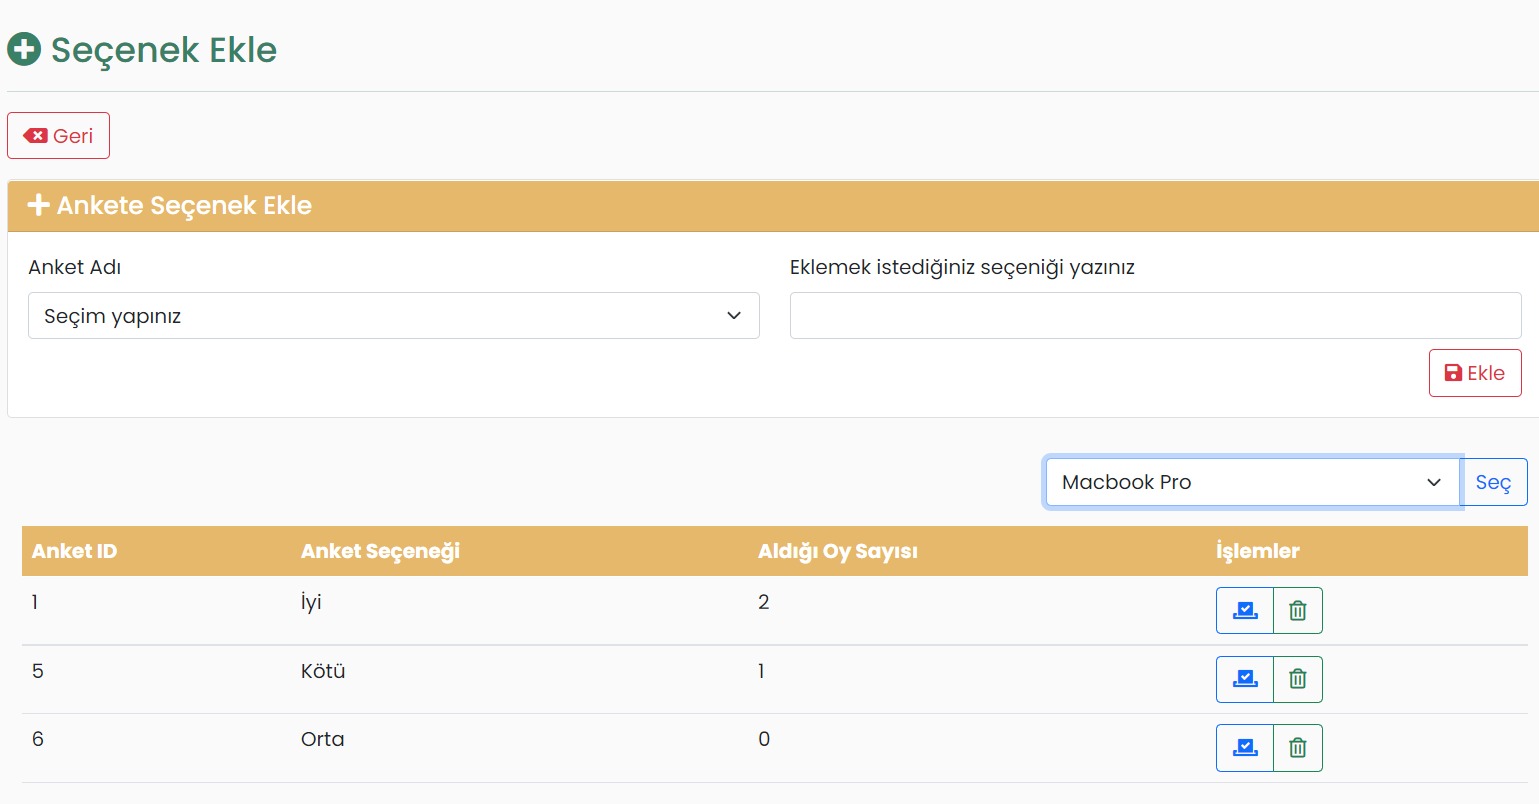 Seçenek Ekle
Geri
Ankete Seçenek Ekle
Anket Adı
Eklemek istediğiniz seçeniği yazınız
Seçim yapınız
Ekle
Macbook Pro Seç
Anket ID Anket Seçeneği Aldığı Oy Sayısı İşlemler
1 İyi 2
5 Kötü 1
6 Orta 0